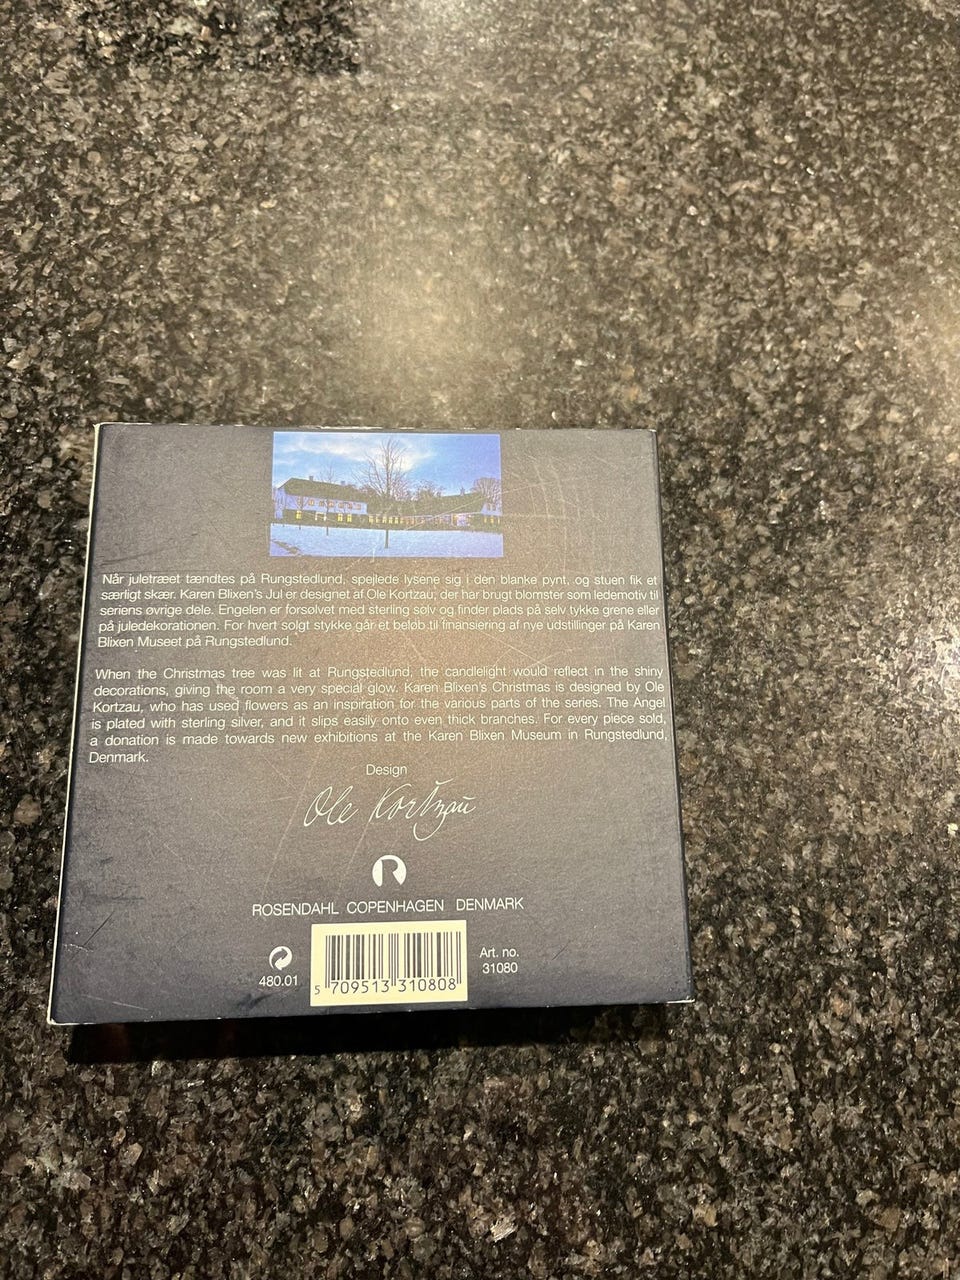 Når juletræet tændtes på Rungstedlund, spejlede lysene sig i den blanke pynt, og stuen fik et
særligt skær. Karen Blixen's Jul er designet af Ole Kortzau, der har brugt blomster som ledemotiv til
seriens øvrige dele. Engelen er forsølvet med sterling sølv og finder plads på selv tykke grene eller
på juledekorationen. For hvert solgt stykke går et beløb til finansiering af nye udstillinger på Karen
Blixen Museet på Rungstedlund.
When the Christmas tree was lit at Rungstedlund, the candlelight would reflect in the shiny
decorations, giving the room a very special glow. Karen Blixen's Christmas is designed by Ole
Kortzau, who has used flowers as an inspiration for the various parts of the series. The Angel
is plated with sterling silver, and it slips easily onto even thick branches. For every piece sold,
a donation is made towards new exhibitions at the Karen Blixen Museum in Rungstedlund,
Denmark.
Design
Ole Kortzau
R
ROSENDAHL COPENHAGEN DENMARK
480.01
5 709513 310808
Art. no.
31080